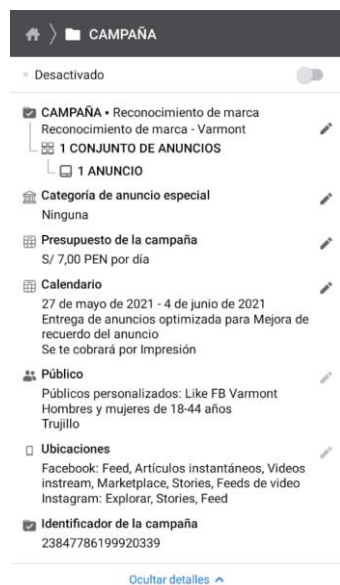 CAMPAÑA
Desactivado
CAMPAÑA • Reconocimiento de marca
Reconocimiento de marca - Varmont
1 CONJUNTO DE ANUNCIOS
1 ANUNCIO
Categoría de anuncio especial
Ninguna
Presupuesto de la campaña
S/ 7,00 PEN por día
Calendario
27 de mayo de 2021 - 4 de junio de 2021
Entrega de anuncios optimizada para Mejora de
recuerdo del anuncio
Se te cobrará por Impresión
Público
Públicos personalizados: Like FB Varmont
Hombres y mujeres de 18-44 años
Trujillo
Ubicaciones
Facebook: Feed, Artículos instantáneos, Videos
instream, Marketplace, Stories, Feeds de video
Instagram: Explorar, Stories, Feed
Identificador de la campaña
23847786199920339
Ocultar detalles